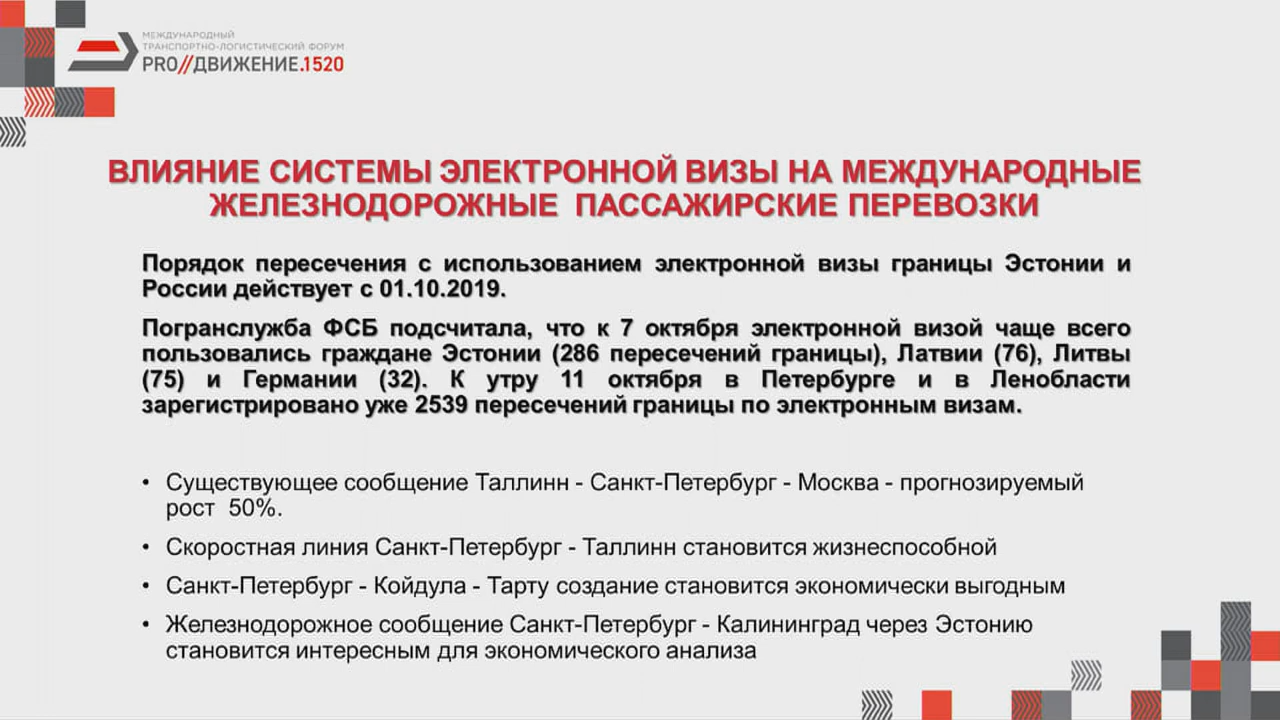 МЕЖДУНАРОДНЫЙ
ТРАНСПОРТНО-ЛОГИСТИЧЕСКИЙ ФОРУМ
PRO//ДВИЖЕНИЕ.1520
ВЛИЯНИЕ СИСТЕМЫ ЭЛЕКТРОННОЙ ВИЗЫ НА МЕЖДУНАРОДНЫЕ
ЖЕЛЕЗНОДОРОЖНЫЕ ПАССАЖИРСКИЕ ПЕРЕВОЗКИ
Порядок пересечения с использованием электронной визы границы Эстонии и
России действует с 01.10.2019.
Погранслужба ФСБ подсчитала, что к 7 октября электронной визой чаще всего
пользовались граждане Эстонии (286 пересечений границы), Латвии (76), Литвы
(75) и Германии (32). К утру 11 октября в Петербурге и в Ленобласти
зарегистрировано уже 2539 пересечений границы по электронным визам.
• Существующее сообщение Таллинн - Санкт-Петербург - Москва - прогнозируемый
рост 50%.
• Скоростная линия Санкт-Петербург - Таллинн становится жизнеспособной
• Санкт-Петербург - Койдула - Тарту создание становится экономически выгодным
• Железнодорожное сообщение Санкт-Петербург - Калининград через Эстонию
становится интересным для экономического анализа